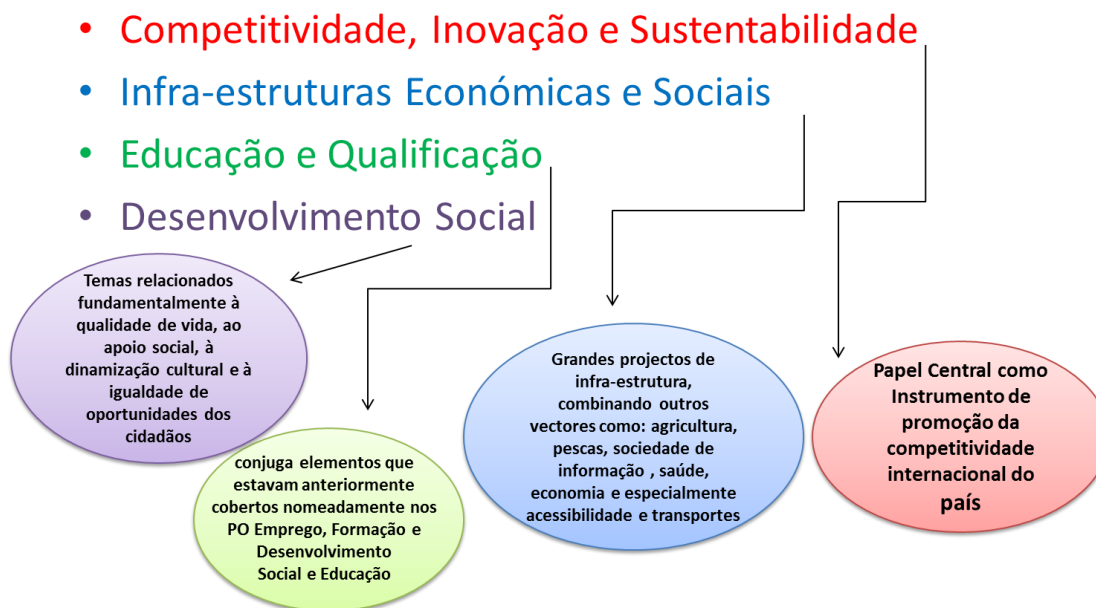 • Competitividade, Inovação e Sustentabilidade
• Infra-estruturas Económicas e Sociais
• Educação e Qualificação
• Desenvolvimento Social
Temas relacionados
fundamentalmente à
qualidade de vida, ao
apoio social, à
dinamização cultural e à
igualdade de
oportunidades dos
cidadãos
conjuga elementos que
estavam anteriormente
cobertos nomeadamente nos
PO Emprego, Formação e
Desenvolvimento
Social e Educação
Grandes projectos de
infra-estrutura,
combinando outros
vectores como: agricultura,
pescas, sociedade de
informação , saúde,
economia e especialmente
acessibilidade e transportes
Papel Central como
Instrumento de
promoção da
competitividade
internacional do
país